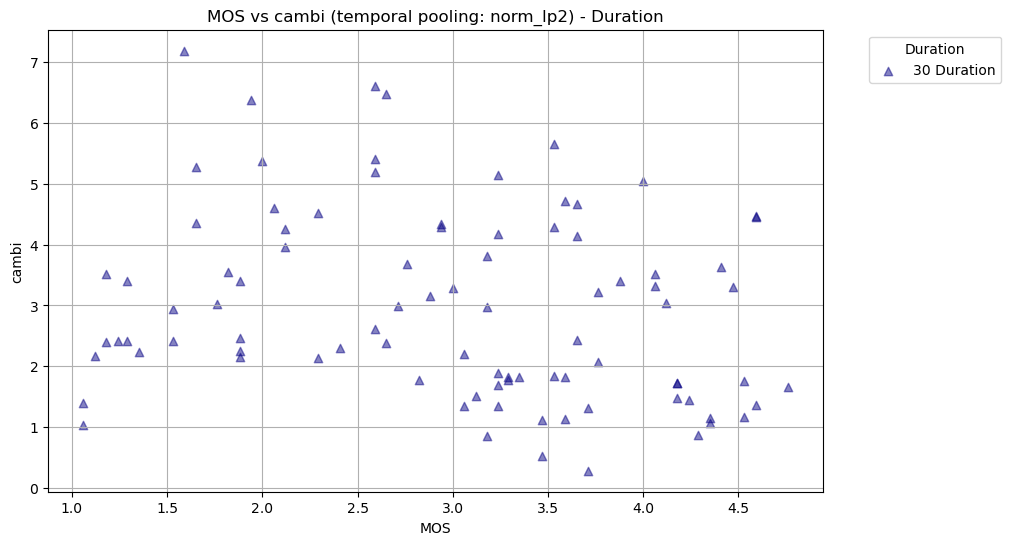 MOS vs cambi (temporal pooling: norm_lp2) - Duration
Duration
30 Duration
7
6
5
4
3
2
1
0
cambi
1.0 1.5 2.0 2.5 3.0 3.5 4.0 4.5
MOS